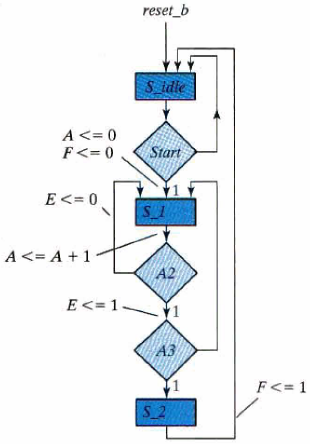 reset_b
S_idle
A <= 0
F <= 0
Start
1
E <= 0
S_1
A <= A + 1
A2
E <= 1
1
A3
1
F <= 1
S_2